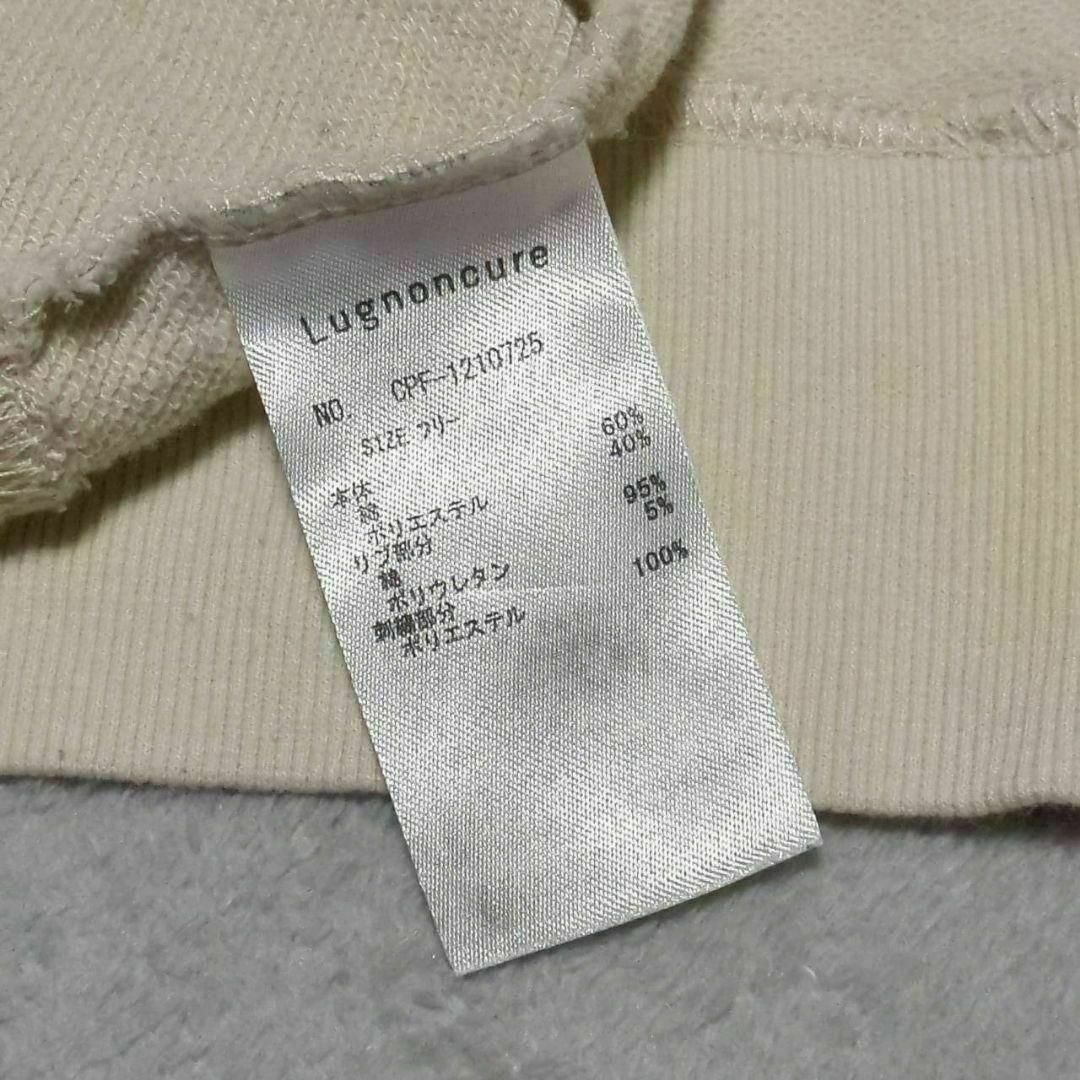 Lugnoncure
NO. CPF-1210725
SIZE フリー
本体
綿 60%
ポリエステル 40%
リブ部分
綿 95%
ポリウレタン 5%
刺繍部分
ポリエステル 100%